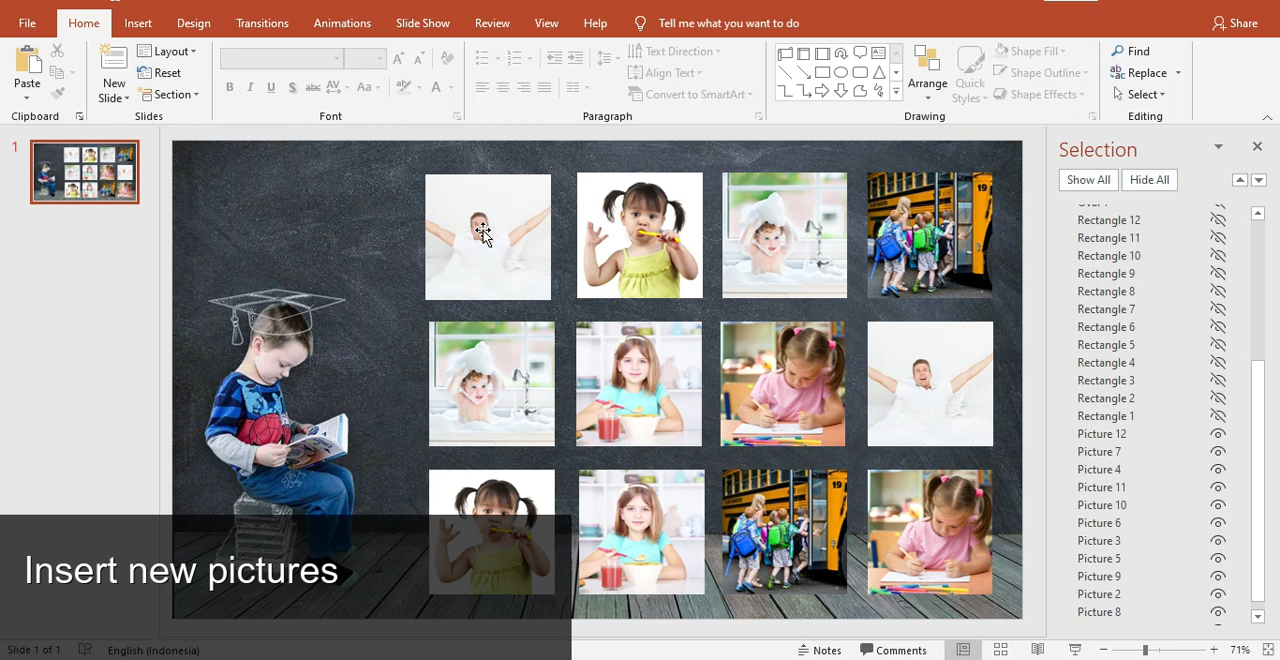 File Home Insert Design Transitions Animations Slide Show Review View Help Tell me what you want to do Share
Paste
New Slide
Layout
Reset
Section
B I U S abc AV Aa A
Text Direction
Align Text
Convert to SmartArt
Arrange
Quick Styles
Shape Fill
Shape Outline
Shape Effects
Find
Replace
Select
Clipboard Slides Font Paragraph Drawing Editing
1
19
19
Selection
Show All Hide All
Rectangle 12
Rectangle 11
Rectangle 10
Rectangle 9
Rectangle 8
Rectangle 7
Rectangle 6
Rectangle 5
Rectangle 4
Rectangle 3
Rectangle 2
Rectangle 1
Picture 12
Picture 7
Picture 4
Picture 11
Picture 10
Picture 6
Picture 3
Picture 5
Picture 9
Picture 2
Picture 8
Insert new pictures
Slide 1 of 1 English (Indonesia) Notes Comments 71%